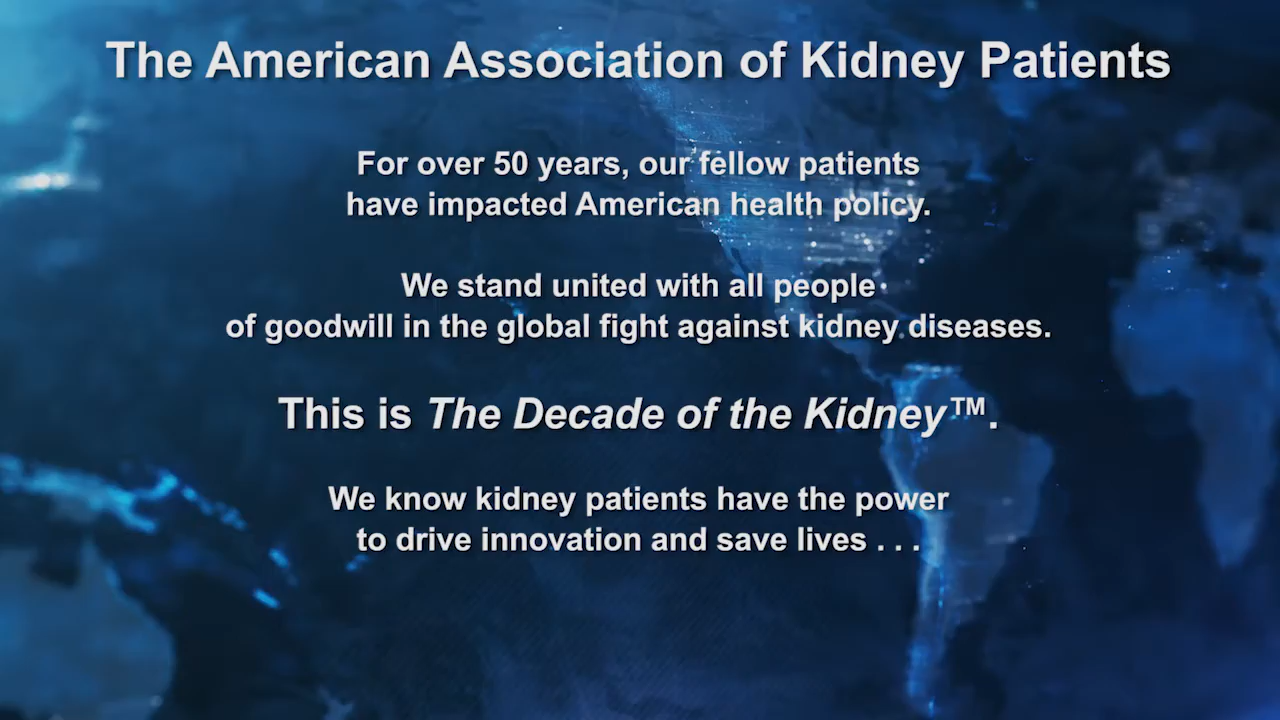 The American Association of Kidney Patients
For over 50 years, our fellow patients
have impacted American health policy.
We stand united with all people
of goodwill in the global fight against kidney diseases.
This is The Decade of the Kidney™.
We know kidney patients have the power
to drive innovation and save lives . . .